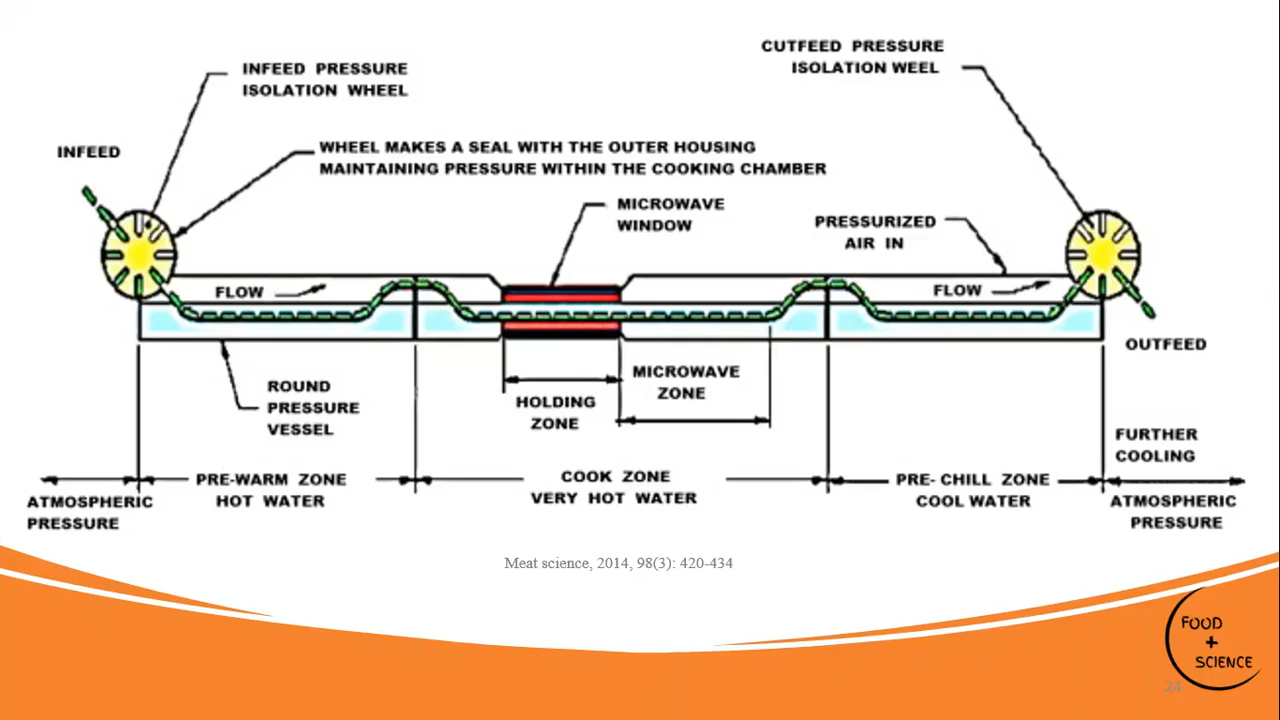 CUTFEED PRESSURE
ISOLATION WEEL
INFEED PRESSURE
ISOLATION WHEEL
INFEED
WHEEL MAKES A SEAL WITH THE OUTER HOUSING
MAINTAINING PRESSURE WITHIN THE COOKING CHAMBER
MICROWAVE
WINDOW
PRESSURIZED
AIR IN
FLOW
FLOW
OUTFEED
ROUND
PRESSURE
VESSEL
HOLDING
ZONE
MICROWAVE
ZONE
FURTHER
COOLING
ATMOSPHERIC
PRESSURE
PRE-WARM ZONE
HOT WATER
COOK ZONE
VERY HOT WATER
PRE- CHILL ZONE
COOL WATER
ATMOSPHERIC
PRESSURE
Meat science, 2014, 98(3): 420-434
FOOD
+
SCIENCE
24